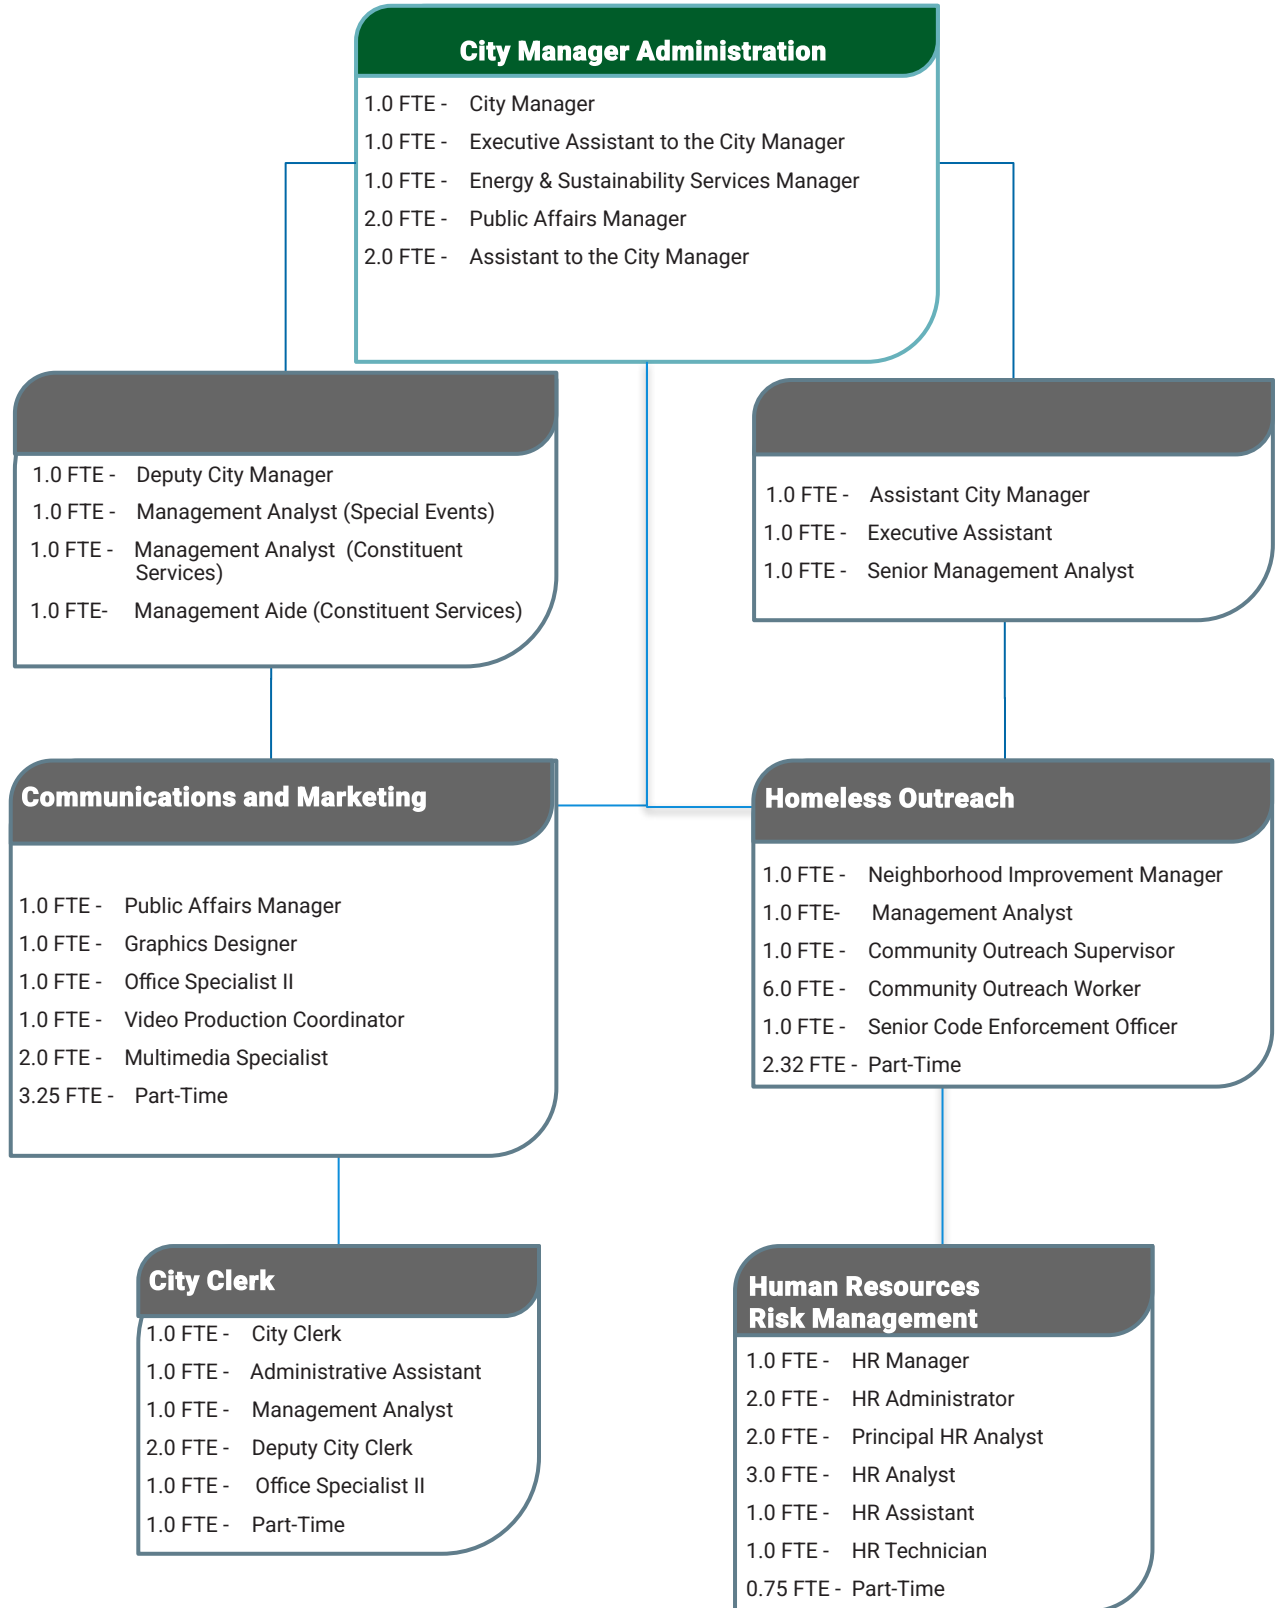 City Manager Administration
1.0 FTE - City Manager
1.0 FTE - Executive Assistant to the City Manager
1.0 FTE - Energy & Sustainability Services Manager
2.0 FTE - Public Affairs Manager
2.0 FTE - Assistant to the City Manager
1.0 FTE - Deputy City Manager
1.0 FTE - Management Analyst (Special Events)
1.0 FTE - Management Analyst (Constituent
Services)
1.0 FTE- Management Aide (Constituent Services)
1.0 FTE - Assistant City Manager
1.0 FTE - Executive Assistant
1.0 FTE - Senior Management Analyst
Communications and Marketing
1.0 FTE - Public Affairs Manager
1.0 FTE - Graphics Designer
1.0 FTE - Office Specialist II
1.0 FTE - Video Production Coordinator
2.0 FTE - Multimedia Specialist
3.25 FTE - Part-Time
Homeless Outreach
1.0 FTE - Neighborhood Improvement Manager
1.0 FTE- Management Analyst
1.0 FTE - Community Outreach Supervisor
6.0 FTE - Community Outreach Worker
1.0 FTE - Senior Code Enforcement Officer
2.32 FTE - Part-Time
City Clerk
1.0 FTE - City Clerk
1.0 FTE - Administrative Assistant
1.0 FTE - Management Analyst
2.0 FTE - Deputy City Clerk
1.0 FTE - Office Specialist II
1.0 FTE - Part-Time
Human Resources
Risk Management
1.0 FTE - HR Manager
2.0 FTE - HR Administrator
2.0 FTE - Principal HR Analyst
3.0 FTE - HR Analyst
1.0 FTE - HR Assistant
1.0 FTE - HR Technician
0.75 FTE - Part-Time